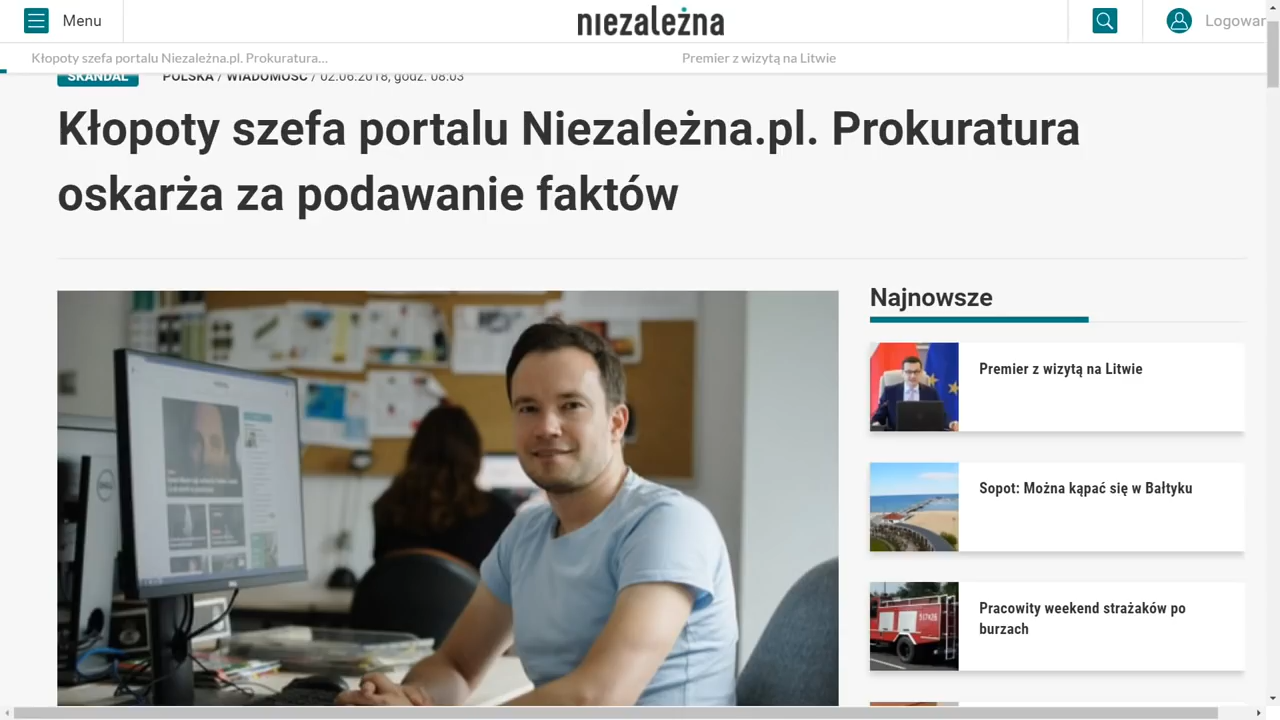 Menu
niezależna
Logowan
Kłopoty szefa portalu Niezależna.pl. Prokuratura...
Premier z wizytą na Litwie
SKANDAL
POLSKA / WIADOMOŚĆ / 02.06.2018, godz. 08:03
Kłopoty szefa portalu Niezależna.pl. Prokuratura
oskarża za podawanie faktów
Najnowsze
Premier z wizytą na Litwie
Sopot: Można kąpać się w Bałtyku
Pracowity weekend strażaków po
burzach